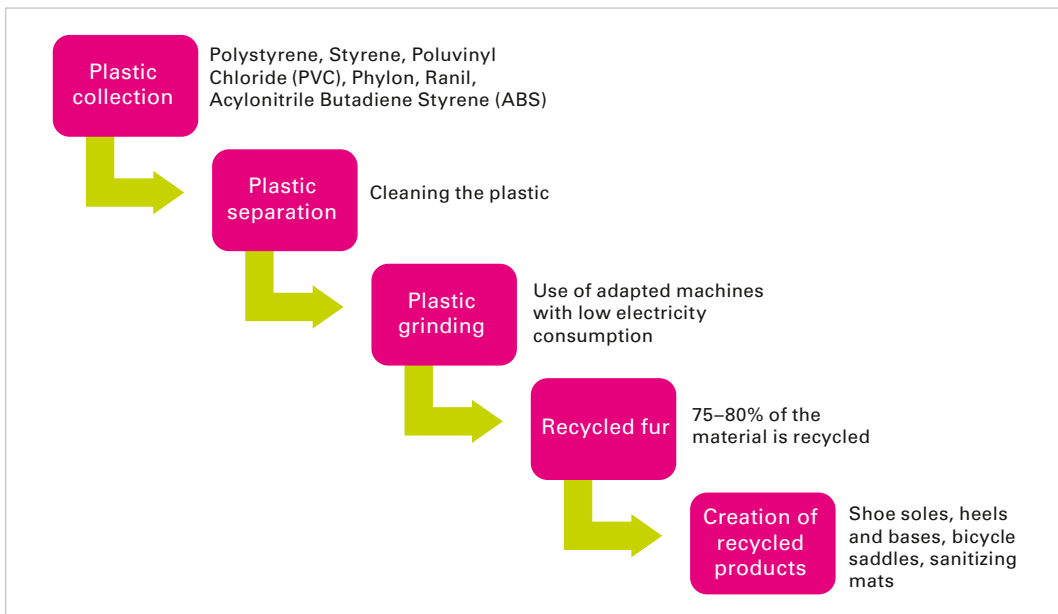 Plastic
collection
Polystyrene, Styrene, Poluvinyl
Chloride (PVC), Phylon, Ranil,
Acylonitrile Butadiene Styrene (ABS)
Plastic
separation
Cleaning the plastic
Plastic
grinding
Use of adapted machines
with low electricity
consumption
Recycled fur
75–80% of the
material is recycled
Creation of
recycled
products
Shoe soles, heels
and bases, bicycle
saddles, sanitizing
mats